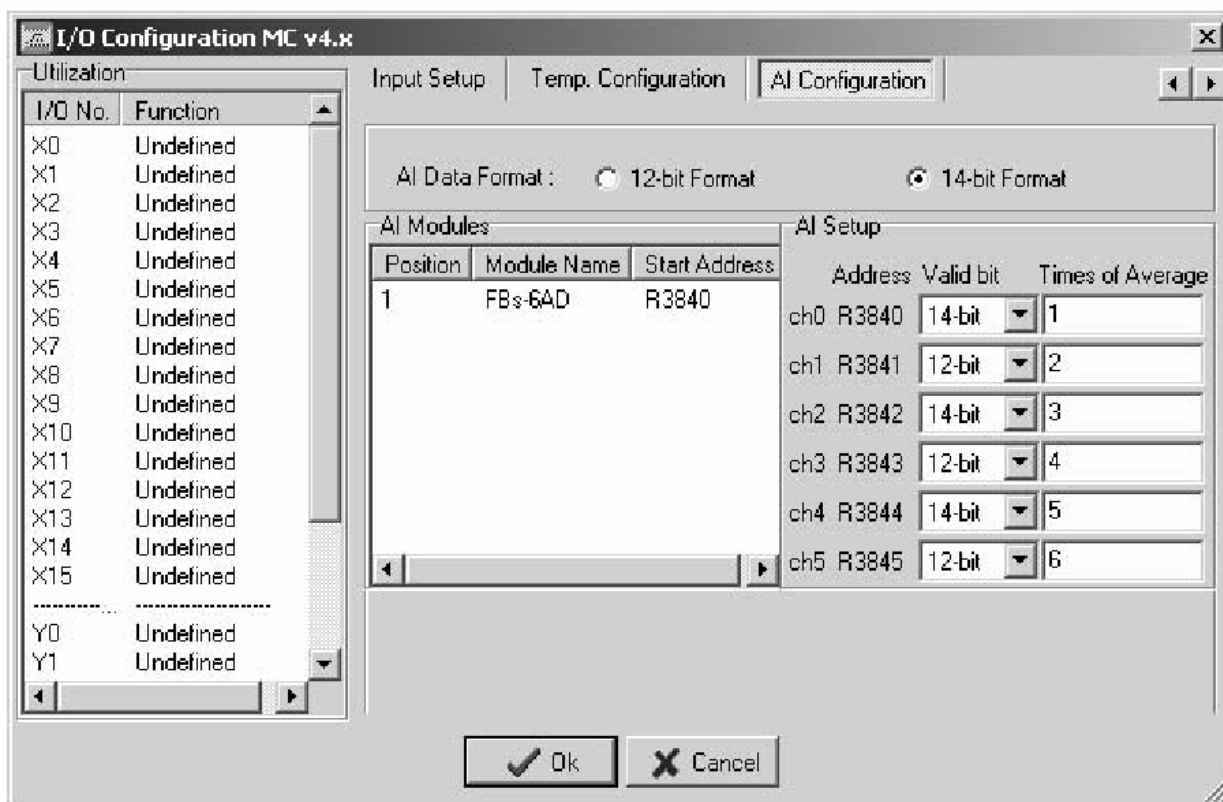 I/O Configuration MC v4.x
Utilization
I/O No. Function
X0 Undefined
X1 Undefined
X2 Undefined
X3 Undefined
X4 Undefined
X5 Undefined
X6 Undefined
X7 Undefined
X8 Undefined
X9 Undefined
X10 Undefined
X11 Undefined
X12 Undefined
X13 Undefined
X14 Undefined
X15 Undefined
Y0 Undefined
Y1 Undefined
Input Setup Temp. Configuration AI Configuration
AI Data Format : 12-bit Format 14-bit Format
AI Modules
Position Module Name Start Address
1 FBs-6AD R3840
AI Setup
Address Valid bit Times of Average
ch0 R3840 14-bit 1
ch1 R3841 12-bit 2
ch2 R3842 14-bit 3
ch3 R3843 12-bit 4
ch4 R3844 14-bit 5
ch5 R3845 12-bit 6
Ok Cancel